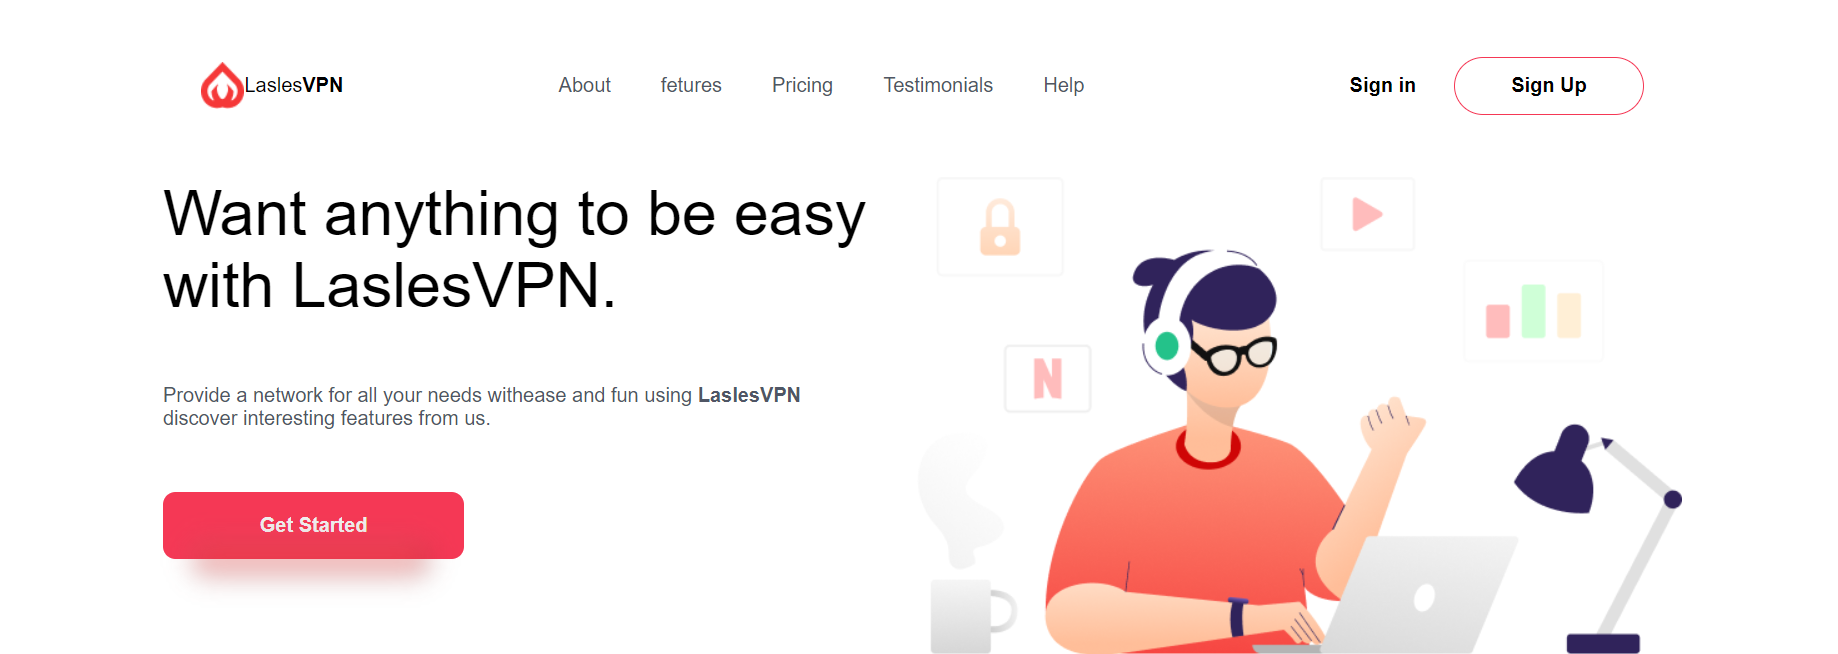 LaslesVPN About fetures Pricing Testimonials Help Sign in Sign Up
Want anything to be easy
with LaslesVPN.
N
Provide a network for all your needs withease and fun using LaslesVPN
discover interesting features from us.
Get Started